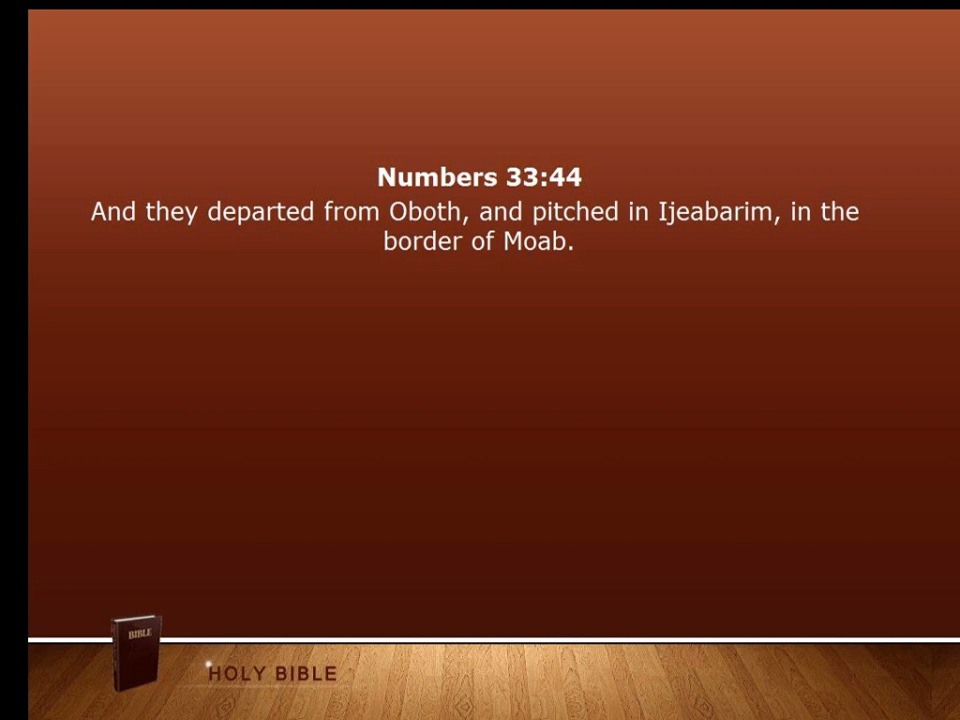 Numbers 33:44
And they departed from Oboth, and pitched in Ijeabarim, in the
border of Moab.
BIBLE
HOLY BIBLE